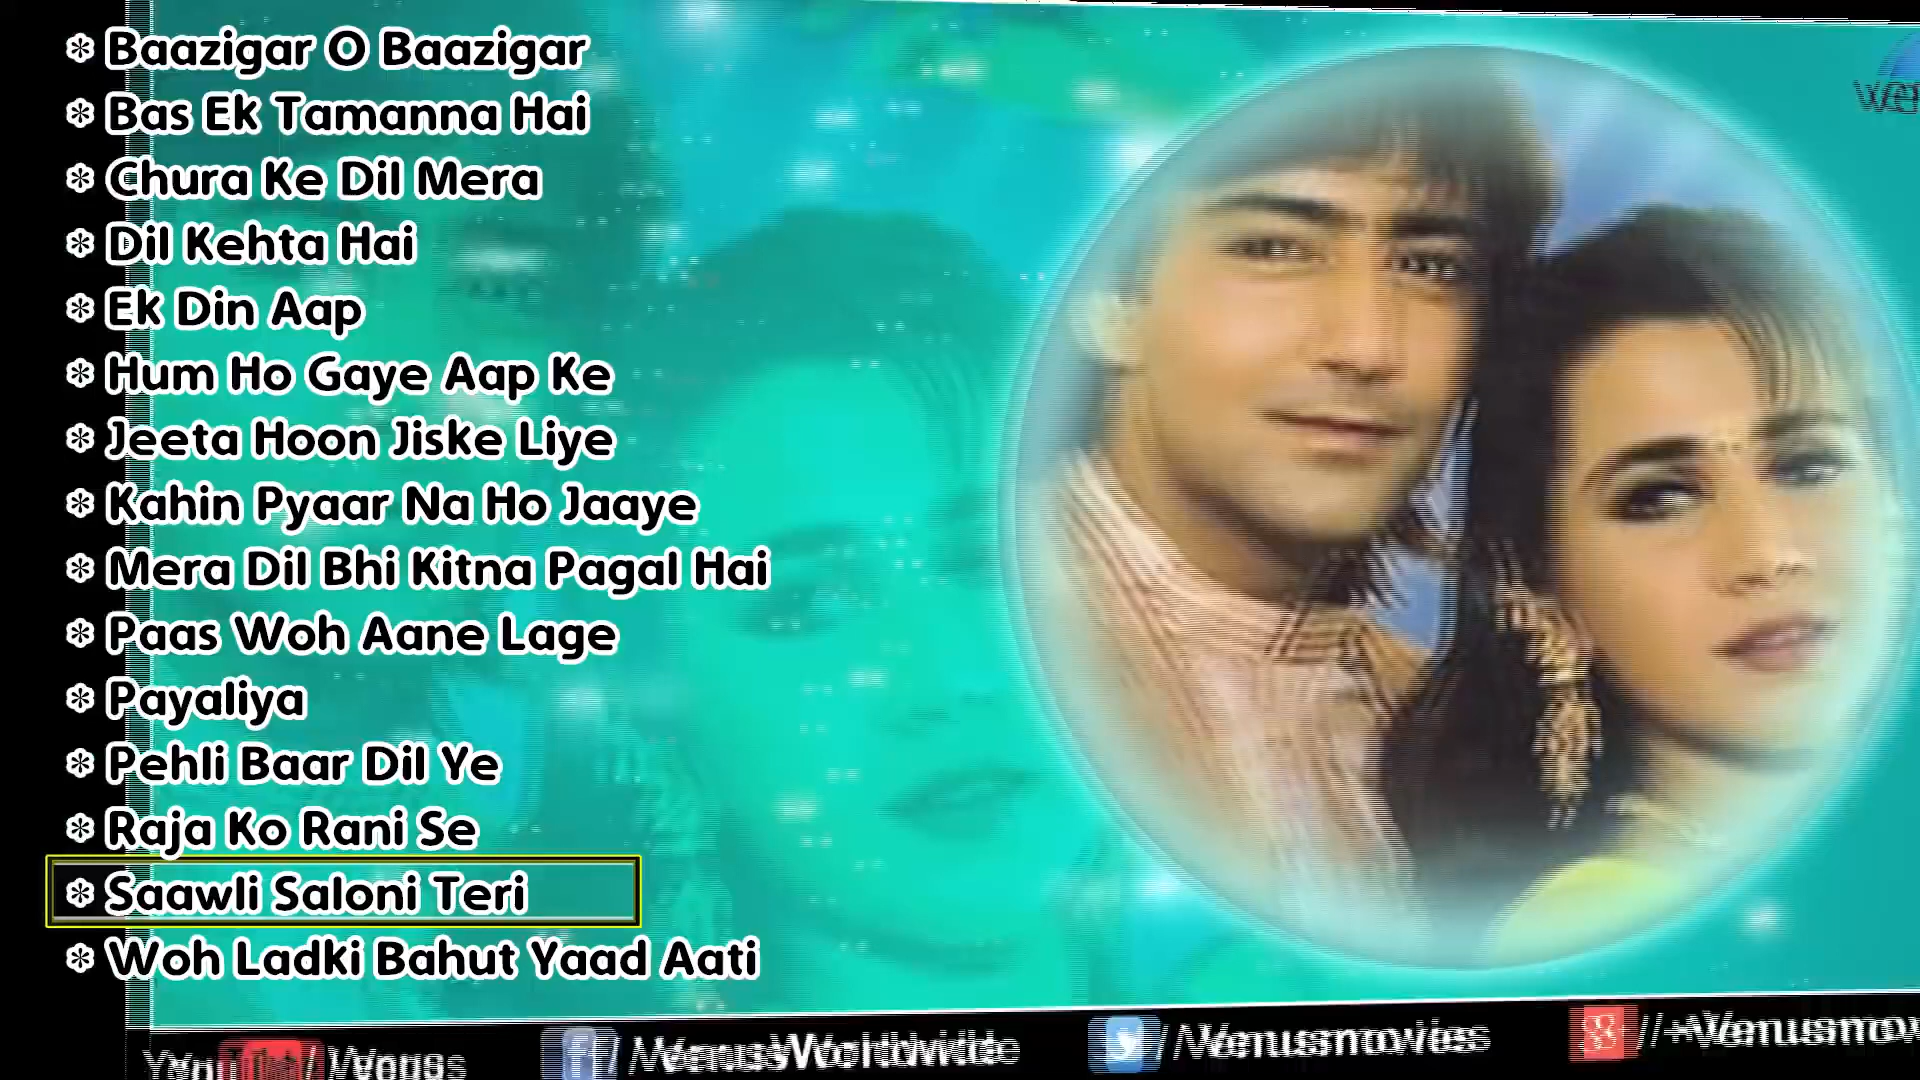 Baazigar O Baazigar
Bas Ek Tamanna Hai
Chura Ke Dil Mera
Dil Kehta Hai
Ek Din Aap
Hum Ho Gaye Aap Ke
Jeeta Hoon Jiske Liye
Kahin Pyaar Na Ho Jaaye
Mera Dil Bhi Kitna Pagal Hai
Paas Woh Aane Lage
Payaliya
Pehli Baar Dil Ye
Raja Ko Rani Se
Saawli Saloni Teri
Woh Ladki Bahut Yaad Aati
/VenusWorldwide /Venusmovies